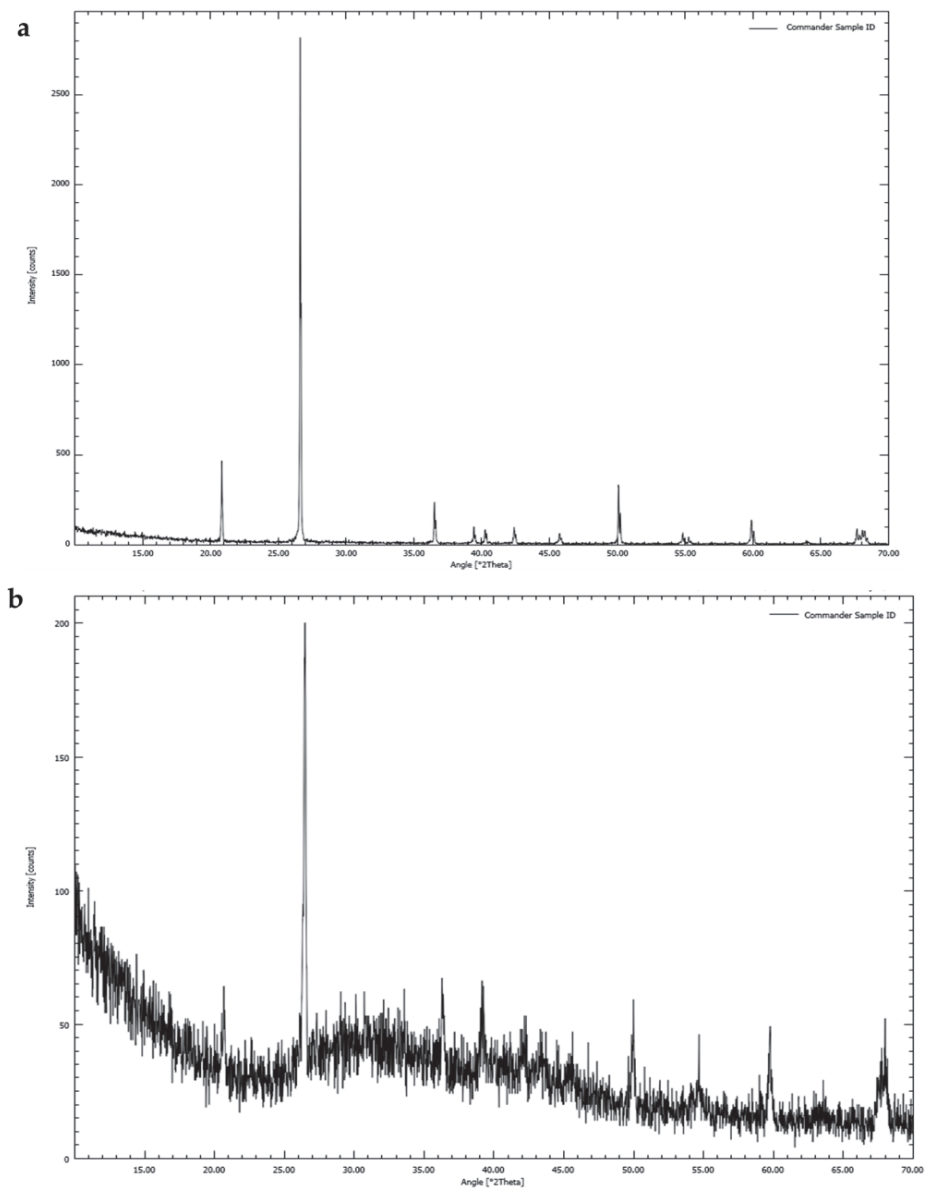 a
Commander Sample ID
2500
2000
1500
1000
500
0
Intensity [counts]
15.00 20.00 25.00 30.00 35.00 40.00 45.00 50.00 55.00 60.00 65.00 70.00
Angle [°2Theta]
b
Commander Sample ID
200
150
100
50
0
Intensity [counts]
15.00 20.00 25.00 30.00 35.00 40.00 45.00 50.00 55.00 60.00 65.00 70.00
Angle [°2Theta]